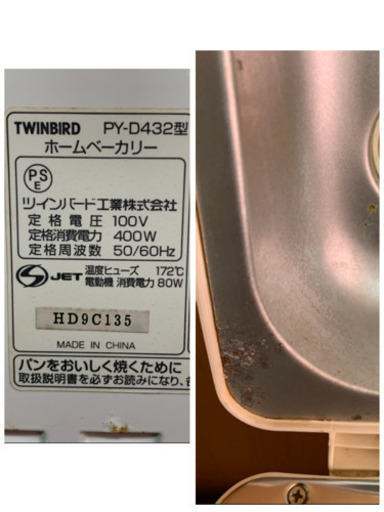 TWINBIRD PY-D432型
ホームベーカリー
PS
E
ツインバード工業株式会社
定格電圧 100V
定格消費電力 400W
定格周波数 50/60Hz
S JET 温度ヒューズ 172℃
電動機 消費電力 80W
HD9C135
MADE IN CHINA
パンをおいしく焼くために
取扱説明書を必ずお読みになり、